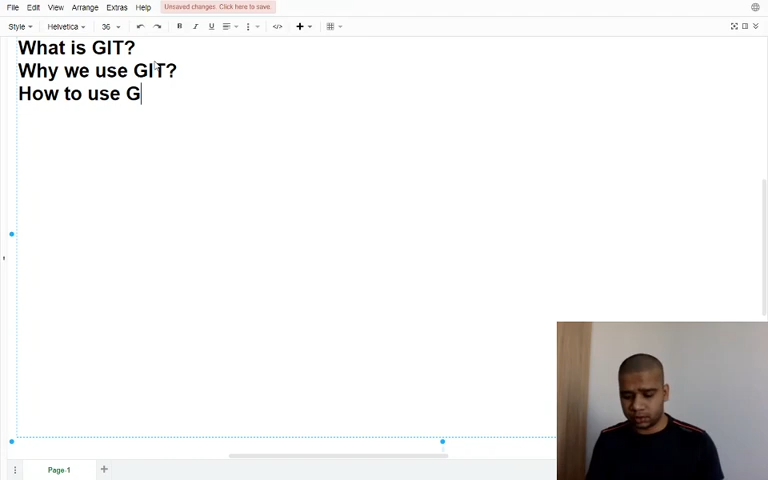 File Edit View Arrange Extras Help Unsaved changes. Click here to save.
Style Helvetica 36 B I U
What is GIT?
Why we use GIT?
How to use G
Page-1